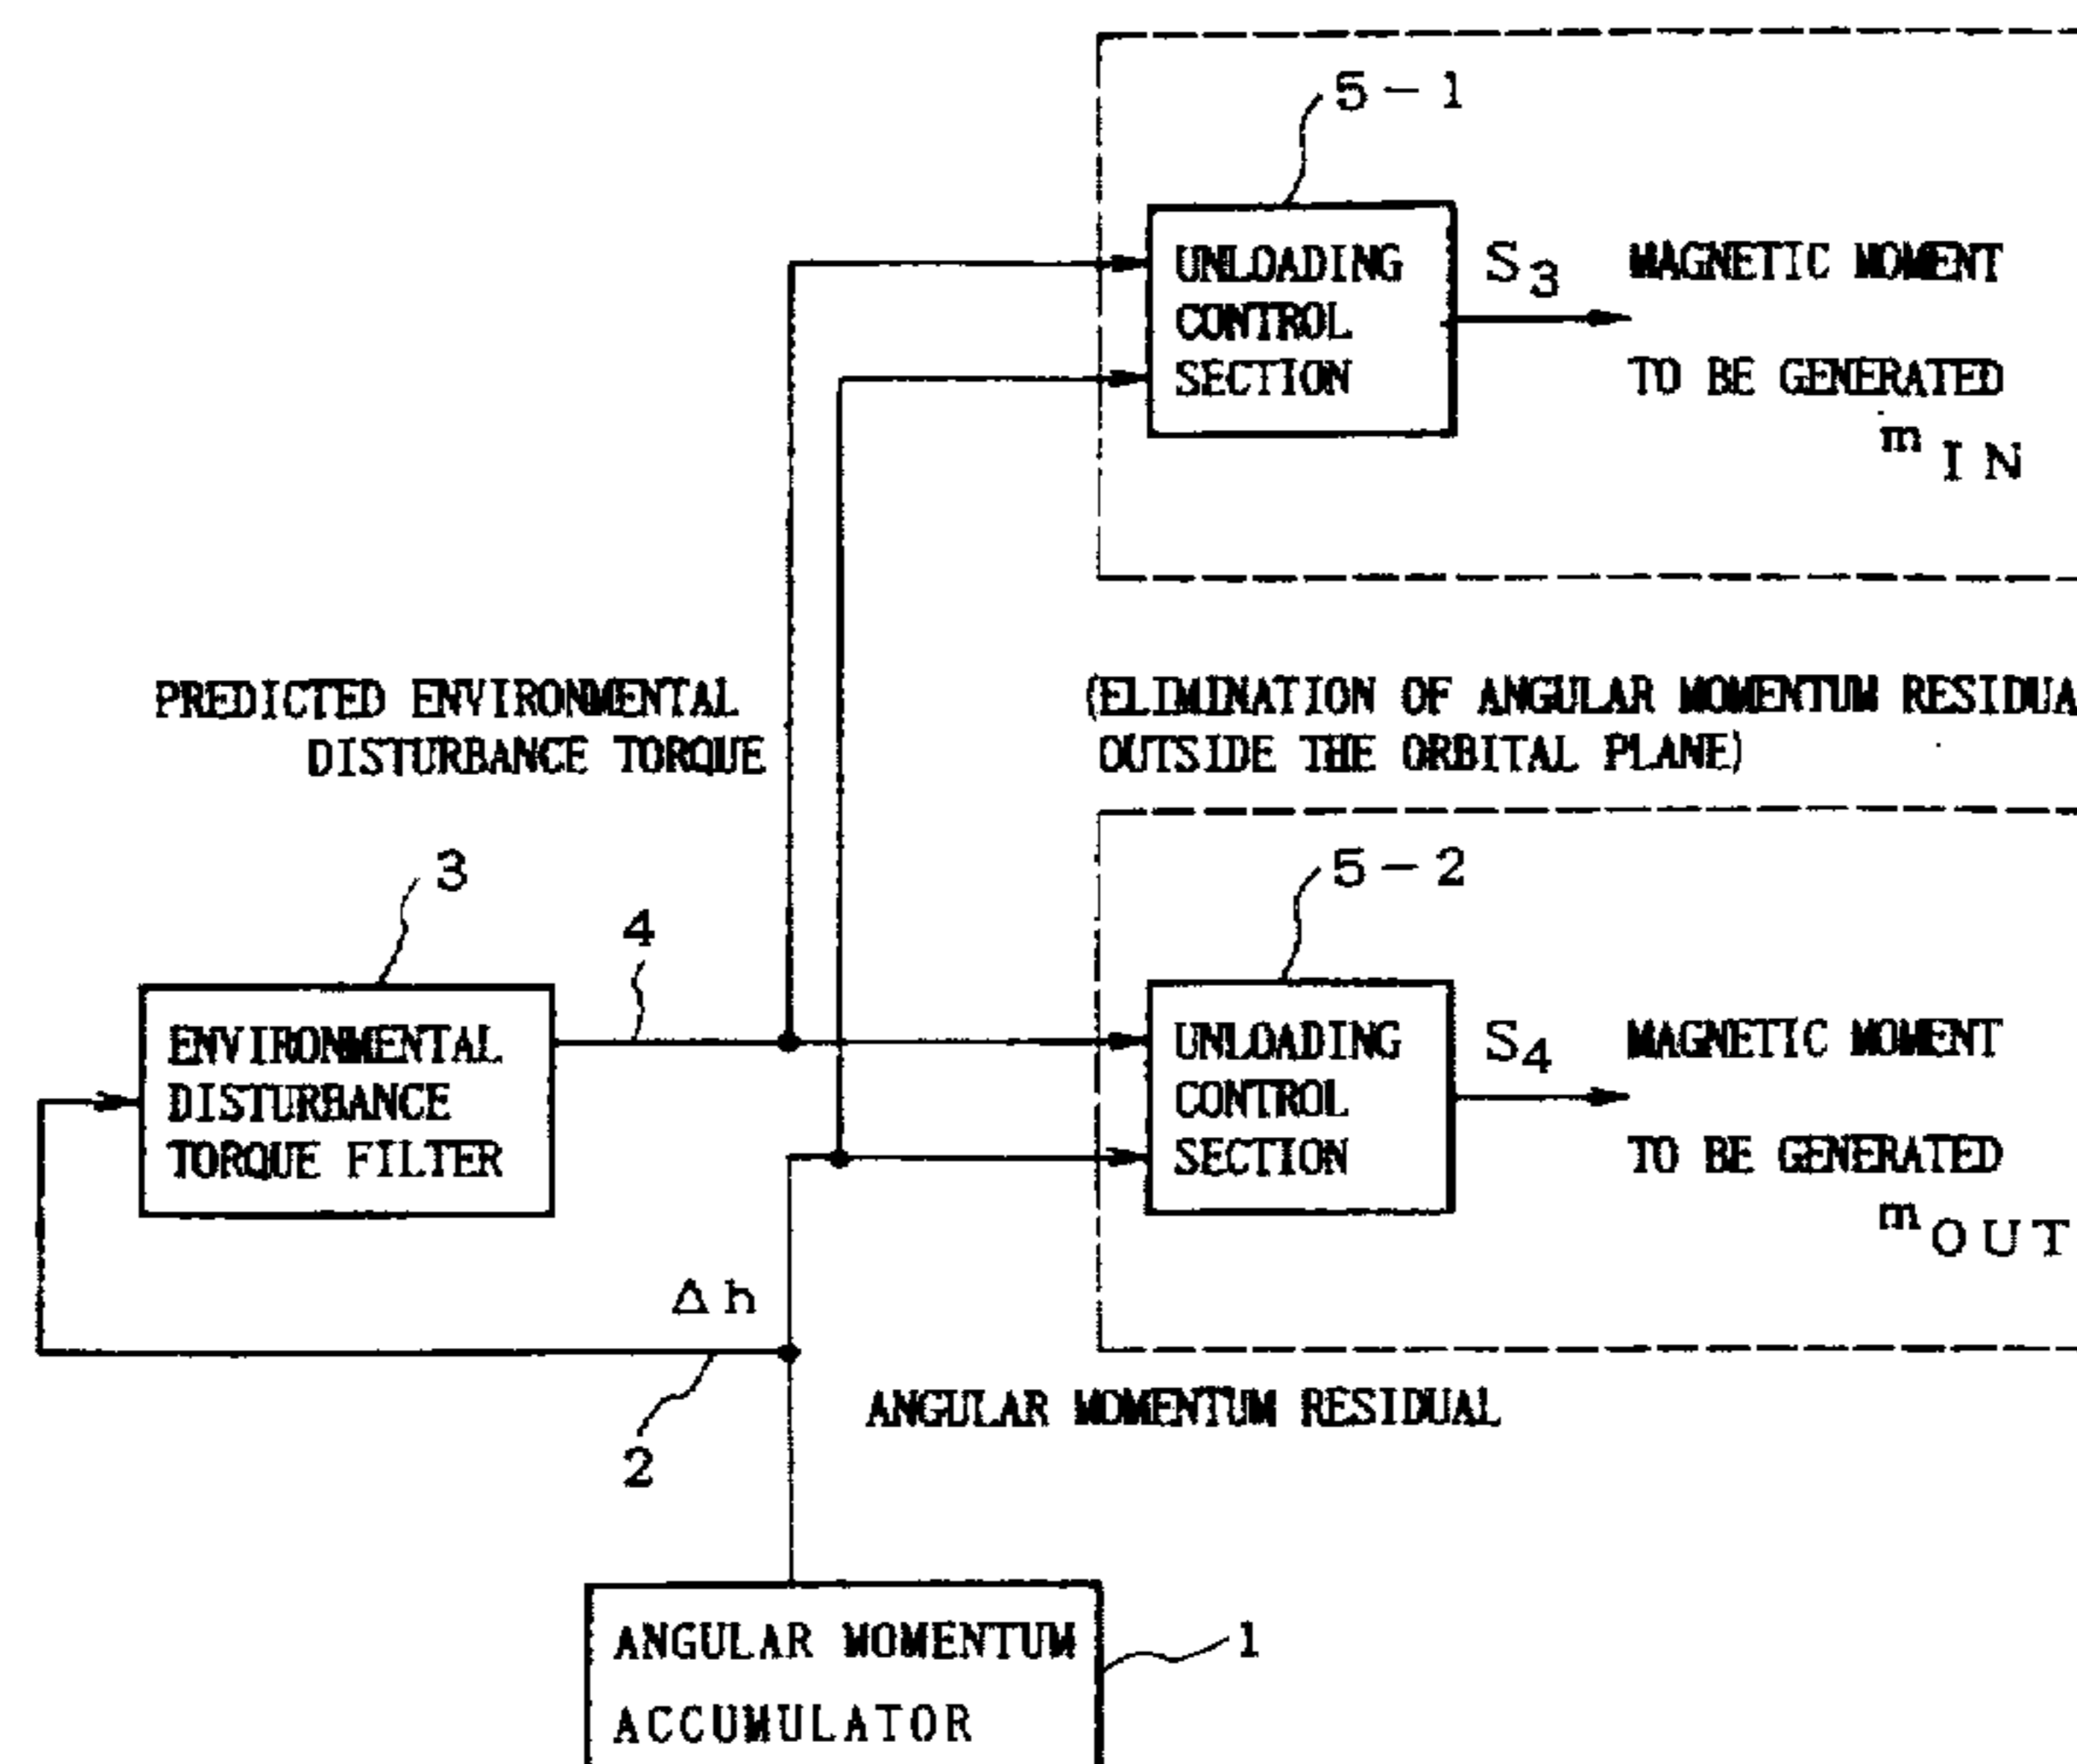 5-1
UNLOADING
CONTROL
SECTION
S3
MAGNETIC MOMENT
TO BE GENERATED
mIN
PREDICTED ENVIRONMENTAL
DISTURBANCE TORQUE
(ELIMINATION OF ANGULAR MOMENTUM RESIDUA
OUTSIDE THE ORBITAL PLANE)
3
4
5-2
ENVIRONMENTAL
DISTURBANCE
TORQUE FILTER
UNLOADING
CONTROL
SECTION
S4
MAGNETIC MOMENT
TO BE GENERATED
mOUT
Δh
2
ANGULAR MOMENTUM RESIDUAL
ANGULAR MOMENTUM
ACCUMULATOR
1